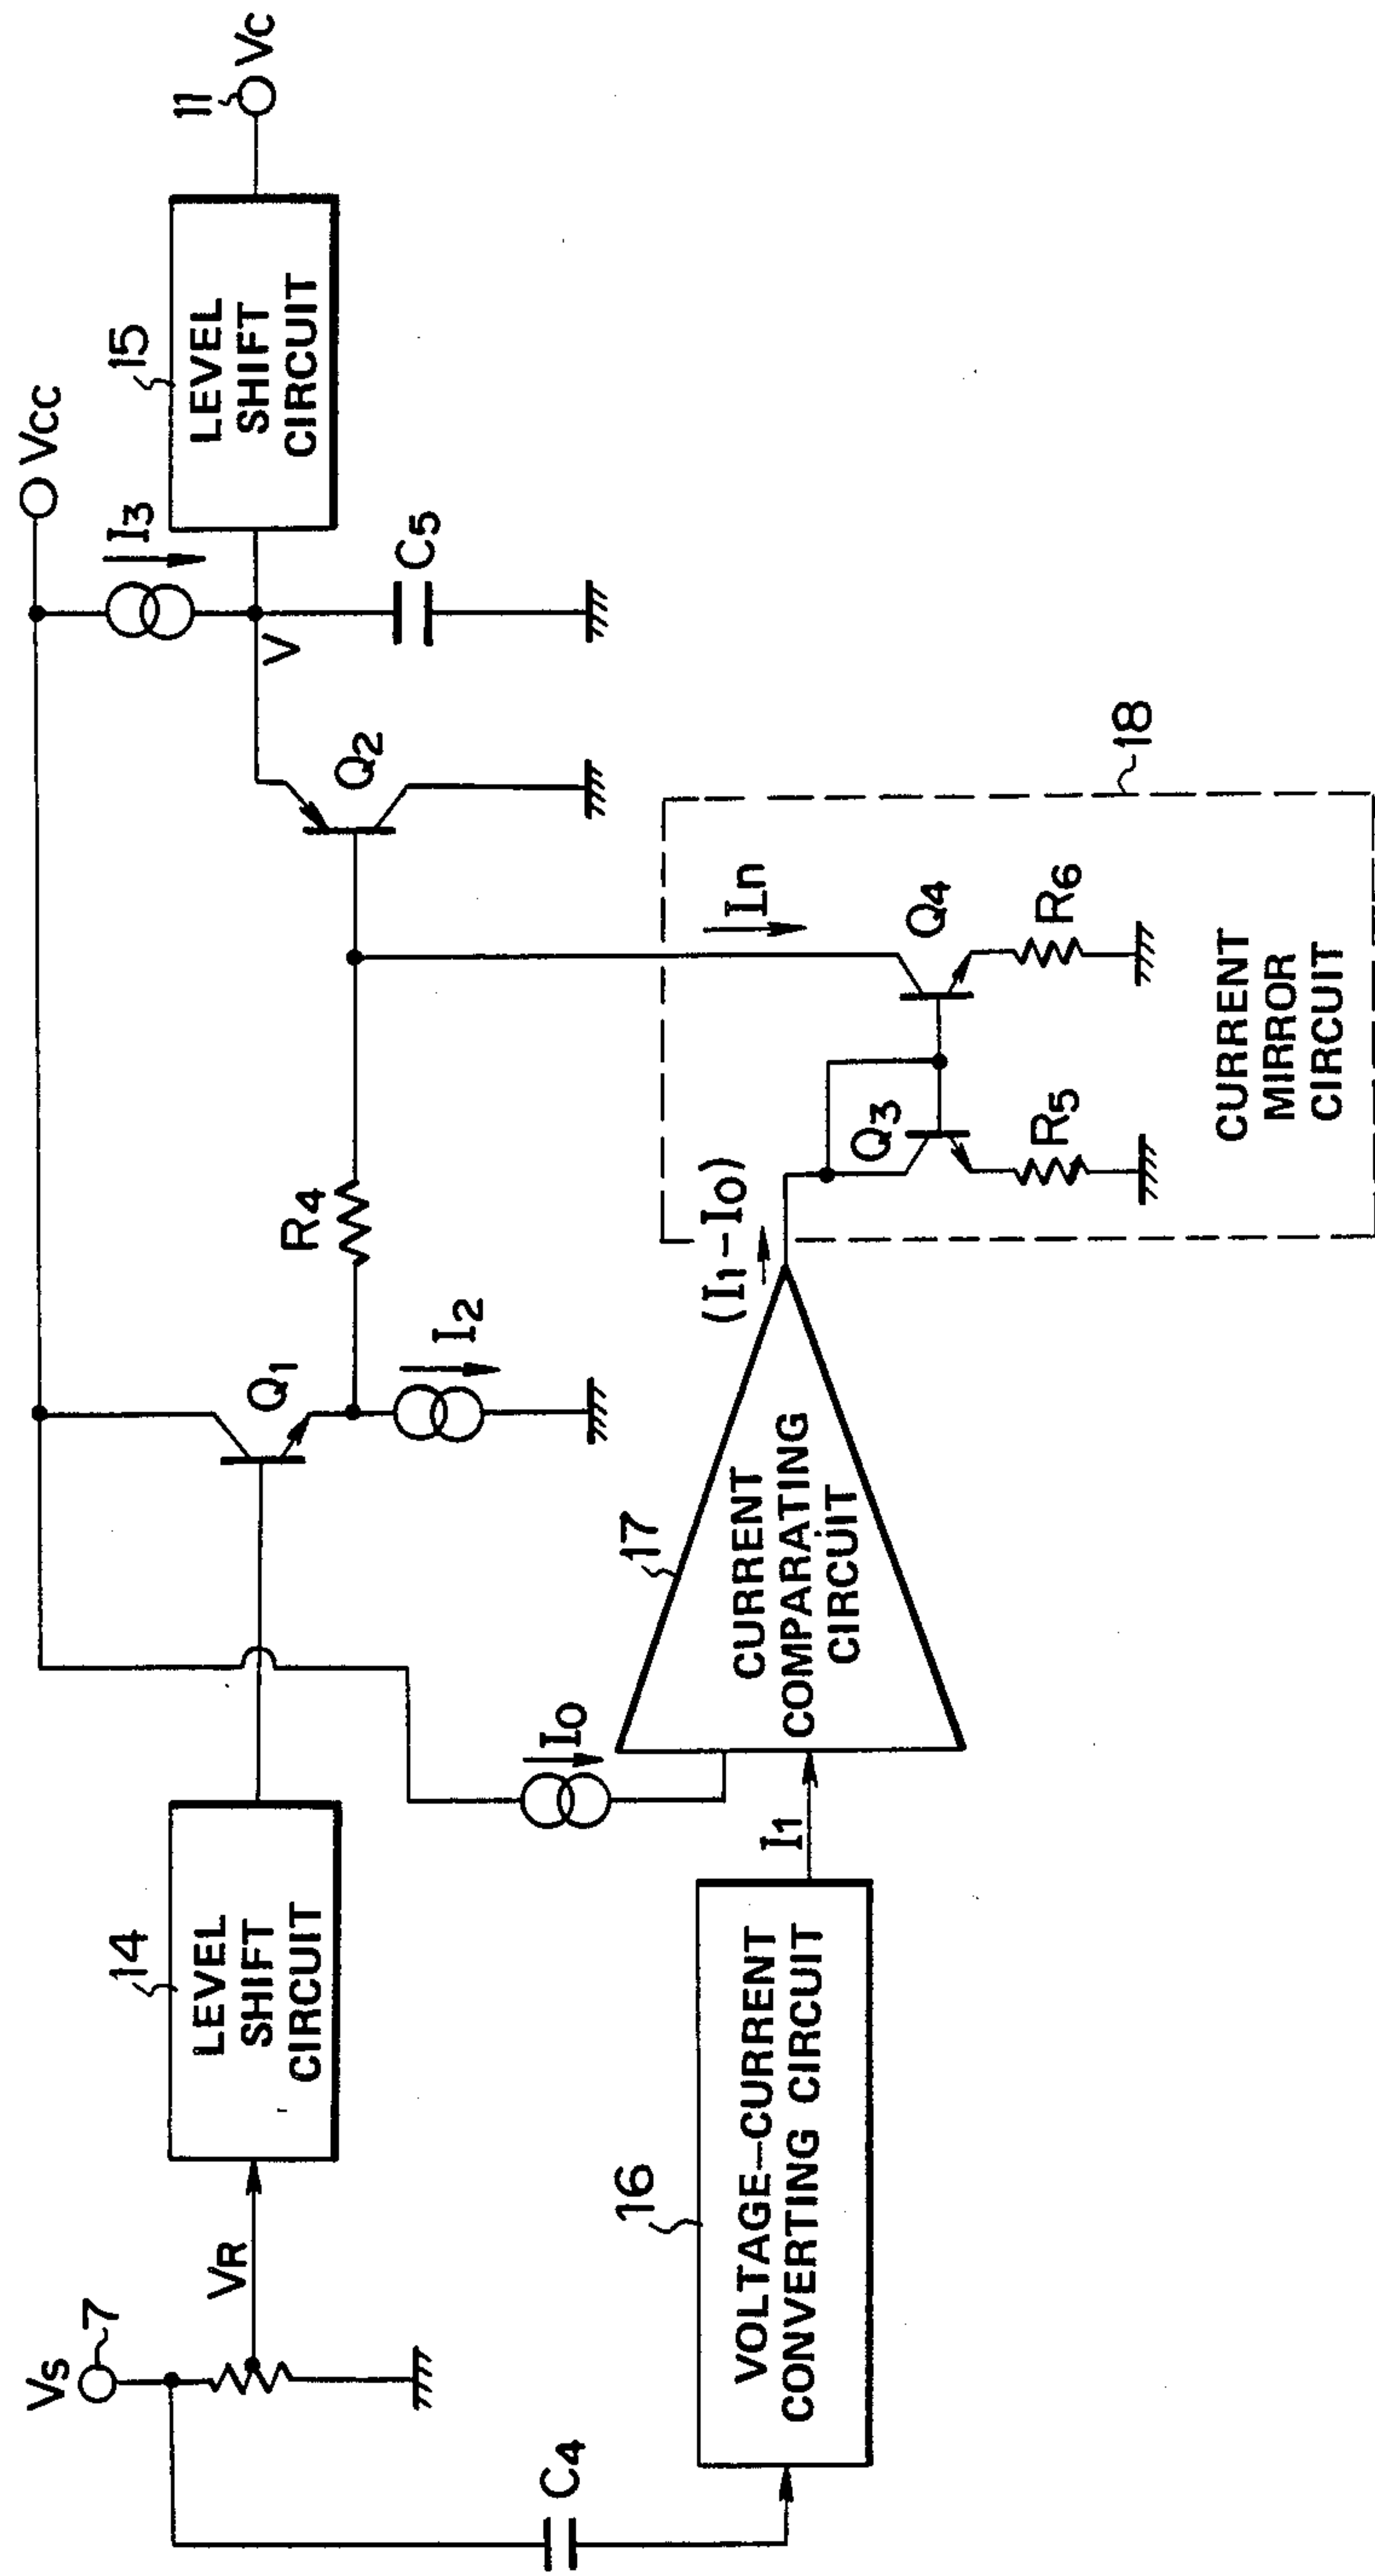 Vs
7
VR
C4
14
LEVEL
SHIFT
CIRCUIT
16
VOLTAGE-CURRENT
CONVERTING CIRCUIT
I1
I0
17
CURRENT
COMPARATING
CIRCUIT
(I1-I0)
Q1
I2
R4
Q2
V
I3
C5
Vcc
15
LEVEL
SHIFT
CIRCUIT
11
Vc
In
Q3
Q4
R5
R6
18
CURRENT
MIRROR
CIRCUIT